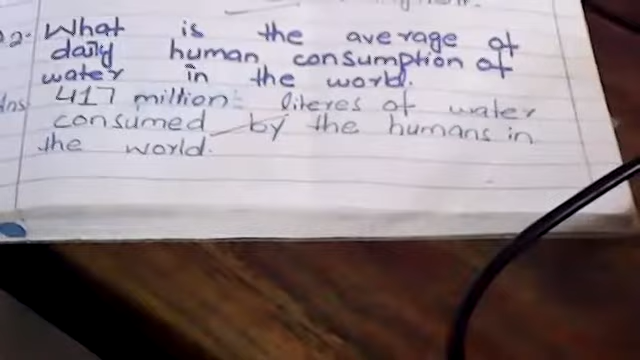 2. What is the average of
daily human consumption of
water in the world.
Ans 417 million: literes of water
consumed by the humans in
the world.